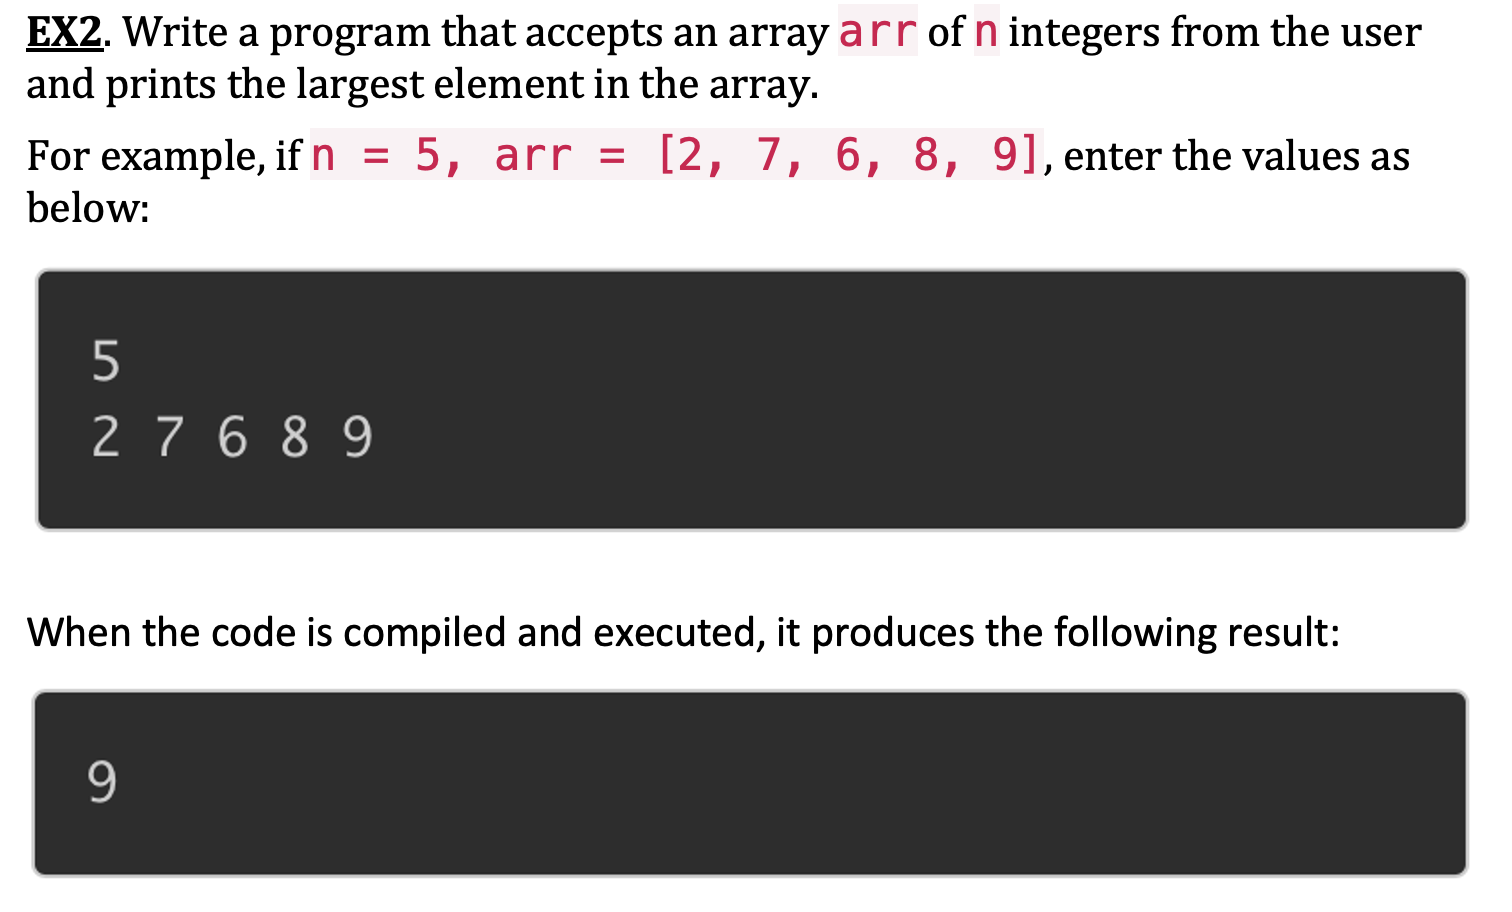 EX2. Write a program that accepts an array arr of n integers from the user
and prints the largest element in the array.
For example, if n = 5, arr = [2, 7, 6, 8, 9], enter the values as
below:
5
2 7 6 8 9
When the code is compiled and executed, it produces the following result:
9